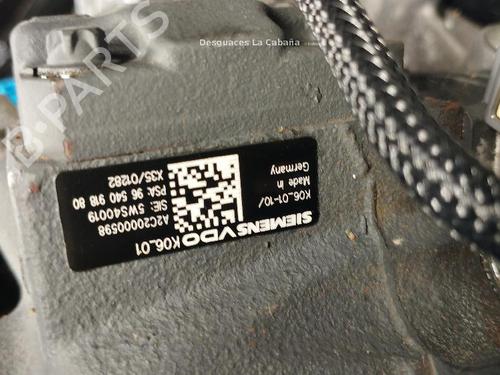 Desguaces La Cabaña
B-PARTS
SIEMENS VDO K06_01
A2C20000598
SIE: 5WS40019
PSA: 96 540 918 80
X35/01282
K06_01-10/
Made in
Germany